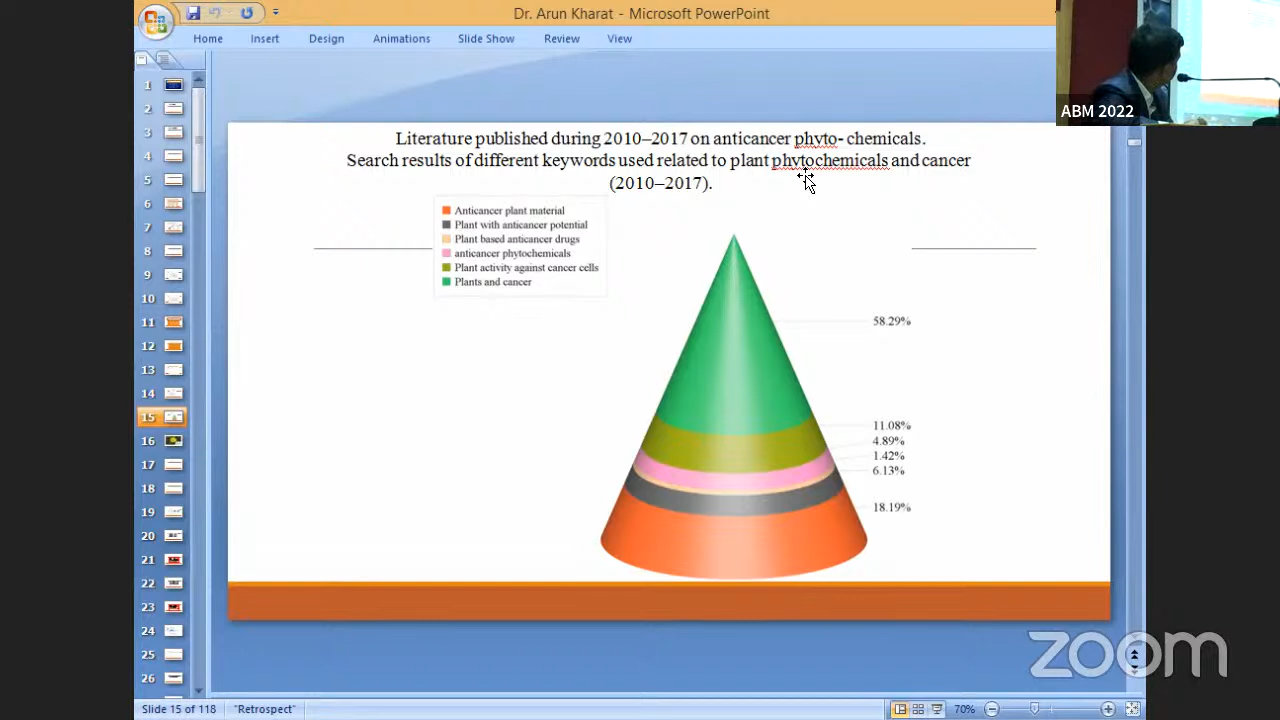 Dr. Arun Kharat - Microsoft PowerPoint
Home Insert Design Animations Slide Show Review View
ABM 2022
Literature published during 2010–2017 on anticancer phyto- chemicals.
Search results of different keywords used related to plant phytochemicals and cancer
(2010–2017).
Anticancer plant material
Plant with anticancer potential
Plant based anticancer drugs
anticancer phytochemicals
Plant activity against cancer cells
Plants and cancer
58.29%
11.08%
4.89%
1.42%
6.13%
18.19%
1
2
3
4
5
6
7
8
9
10
11
12
13
14
15
16
17
18
19
20
21
22
23
24
25
26
zoom
Slide 15 of 118 "Retrospect" 70%